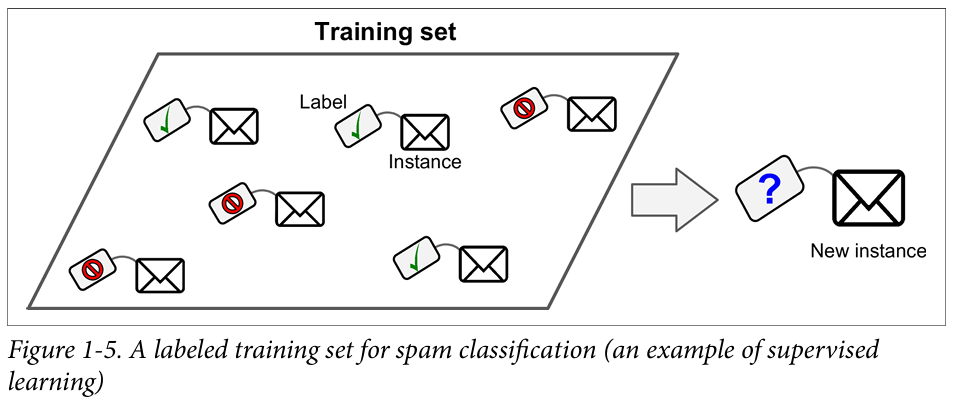 Training set
Label
Instance
?
New instance
Figure 1-5. A labeled training set for spam classification (an example of supervised
learning)